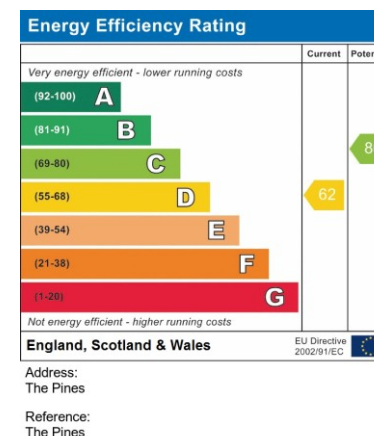 Energy Efficiency Rating
Current
Very energy efficient - lower running costs
(92-100) A
(81-91) B
(69-80) C
(55-68) D 62
(39-54) E
(21-38) F
(1-20) G
Not energy efficient - higher running costs
England, Scotland & Wales EU Directive
2002/91/EC
Address:
The Pines
Reference:
The Pines